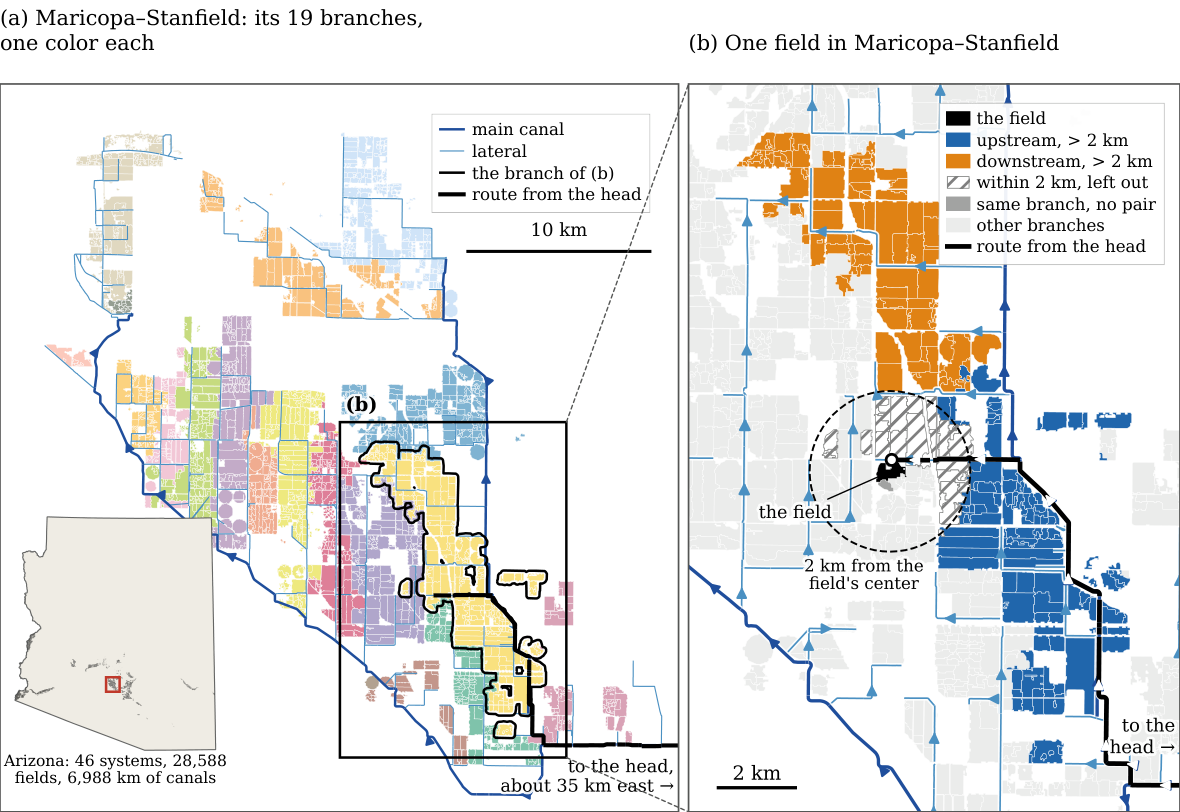 (a) Maricopa–Stanfield: its 19 branches,
one color each
main canal
lateral
the branch of (b)
route from the head
10 km
(b)
to the head,
about 35 km east →
Arizona: 46 systems, 28,588
fields, 6,988 km of canals
(b) One field in Maricopa–Stanfield
the field
upstream, > 2 km
downstream, > 2 km
within 2 km, left out
same branch, no pair
other branches
route from the head
the field
2 km from the
field's center
to the
head →
2 km